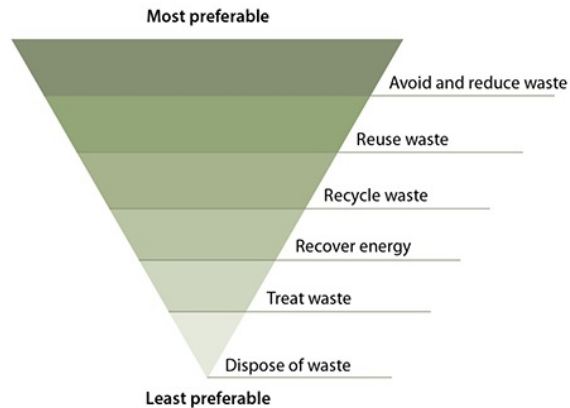 Most preferable
Avoid and reduce waste
Reuse waste
Recycle waste
Recover energy
Treat waste
Dispose of waste
Least preferable